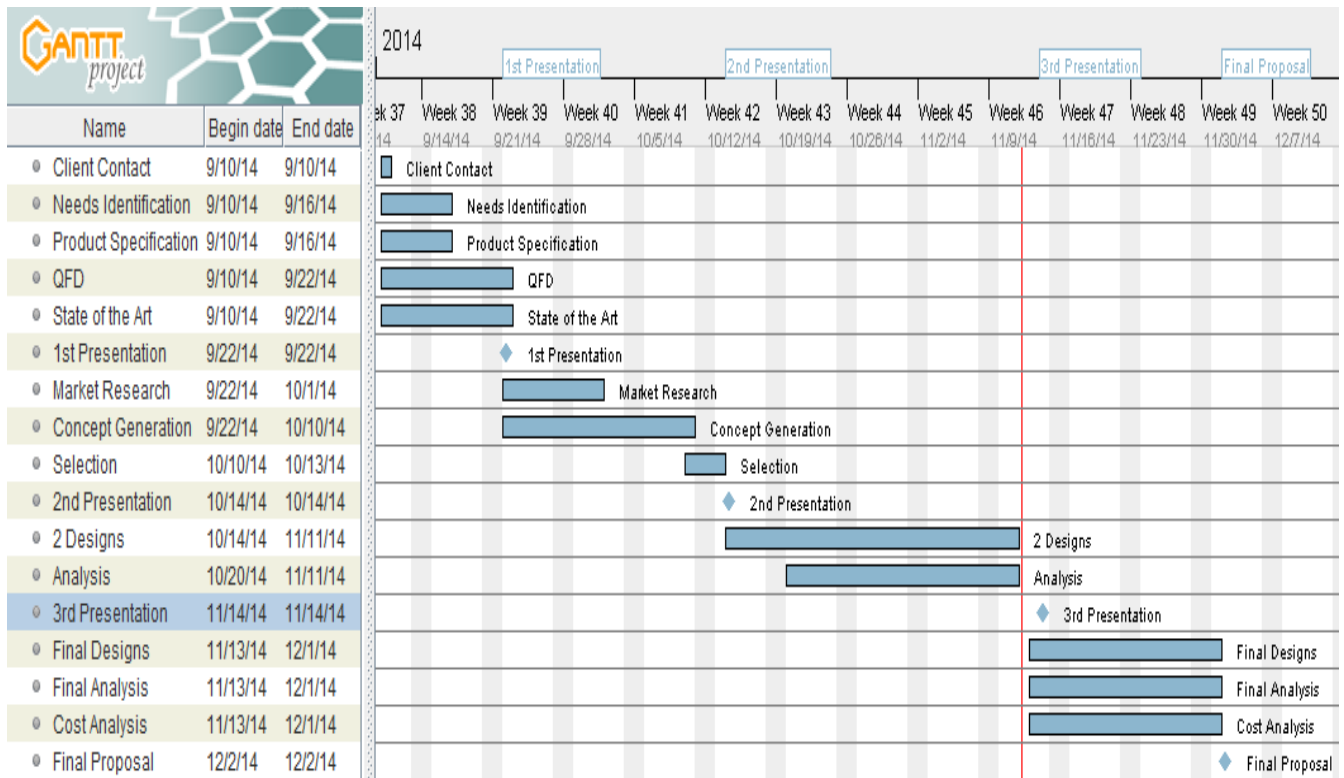 GANTT
project
2014
1st Presentation 2nd Presentation 3rd Presentation Final Proposal
ek 37 Week 38 Week 39 Week 40 Week 41 Week 42 Week 43 Week 44 Week 45 Week 46 Week 47 Week 48 Week 49 Week 50
14 9/14/14 9/21/14 9/28/14 10/5/14 10/12/14 10/19/14 10/26/14 11/2/14 11/9/14 11/16/14 11/23/14 11/30/14 12/7/14
Name Begin date End date
Client Contact 9/10/14 9/10/14 Client Contact
Needs Identification 9/10/14 9/16/14 Needs Identification
Product Specification 9/10/14 9/16/14 Product Specification
QFD 9/10/14 9/22/14 QFD
State of the Art 9/10/14 9/22/14 State of the Art
1st Presentation 9/22/14 9/22/14 1st Presentation
Market Research 9/22/14 10/1/14 Market Research
Concept Generation 9/22/14 10/10/14 Concept Generation
Selection 10/10/14 10/13/14 Selection
2nd Presentation 10/14/14 10/14/14 2nd Presentation
2 Designs 10/14/14 11/11/14 2 Designs
Analysis 10/20/14 11/11/14 Analysis
3rd Presentation 11/14/14 11/14/14 3rd Presentation
Final Designs 11/13/14 12/1/14 Final Designs
Final Analysis 11/13/14 12/1/14 Final Analysis
Cost Analysis 11/13/14 12/1/14 Cost Analysis
Final Proposal 12/2/14 12/2/14 Final Proposal